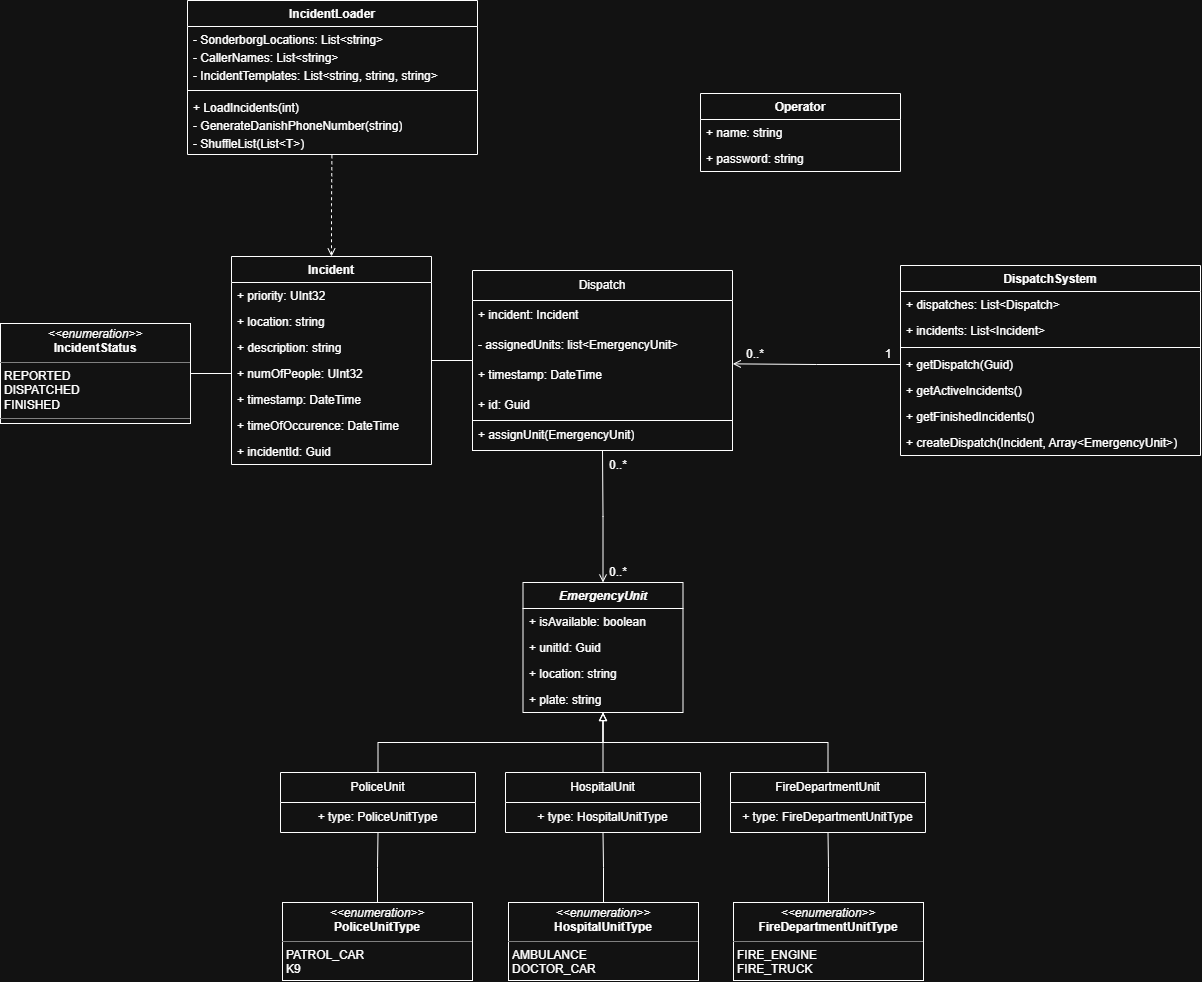 IncidentLoader
- SonderborgLocations: List<string>
- CallerNames: List<string>
- IncidentTemplates: List<string, string, string>
+ LoadIncidents(int)
- GenerateDanishPhoneNumber(string)
- ShuffleList(List<T>)
Operator
+ name: string
+ password: string
<<enumeration>>
IncidentStatus
REPORTED
DISPATCHED
FINISHED
Incident
+ priority: UInt32
+ location: string
+ description: string
+ numOfPeople: UInt32
+ timestamp: DateTime
+ timeOfOccurence: DateTime
+ incidentId: Guid
Dispatch
+ incident: Incident
- assignedUnits: list<EmergencyUnit>
+ timestamp: DateTime
+ id: Guid
+ assignUnit(EmergencyUnit)
0..*
1
DispatchSystem
+ dispatches: List<Dispatch>
+ incidents: List<Incident>
+ getDispatch(Guid)
+ getActiveIncidents()
+ getFinishedIncidents()
+ createDispatch(Incident, Array<EmergencyUnit>)
0..*
0..*
EmergencyUnit
+ isAvailable: boolean
+ unitId: Guid
+ location: string
+ plate: string
PoliceUnit
+ type: PoliceUnitType
HospitalUnit
+ type: HospitalUnitType
FireDepartmentUnit
+ type: FireDepartmentUnitType
<<enumeration>>
PoliceUnitType
PATROL_CAR
K9
<<enumeration>>
HospitalUnitType
AMBULANCE
DOCTOR_CAR
<<enumeration>>
FireDepartmentUnitType
FIRE_ENGINE
FIRE_TRUCK